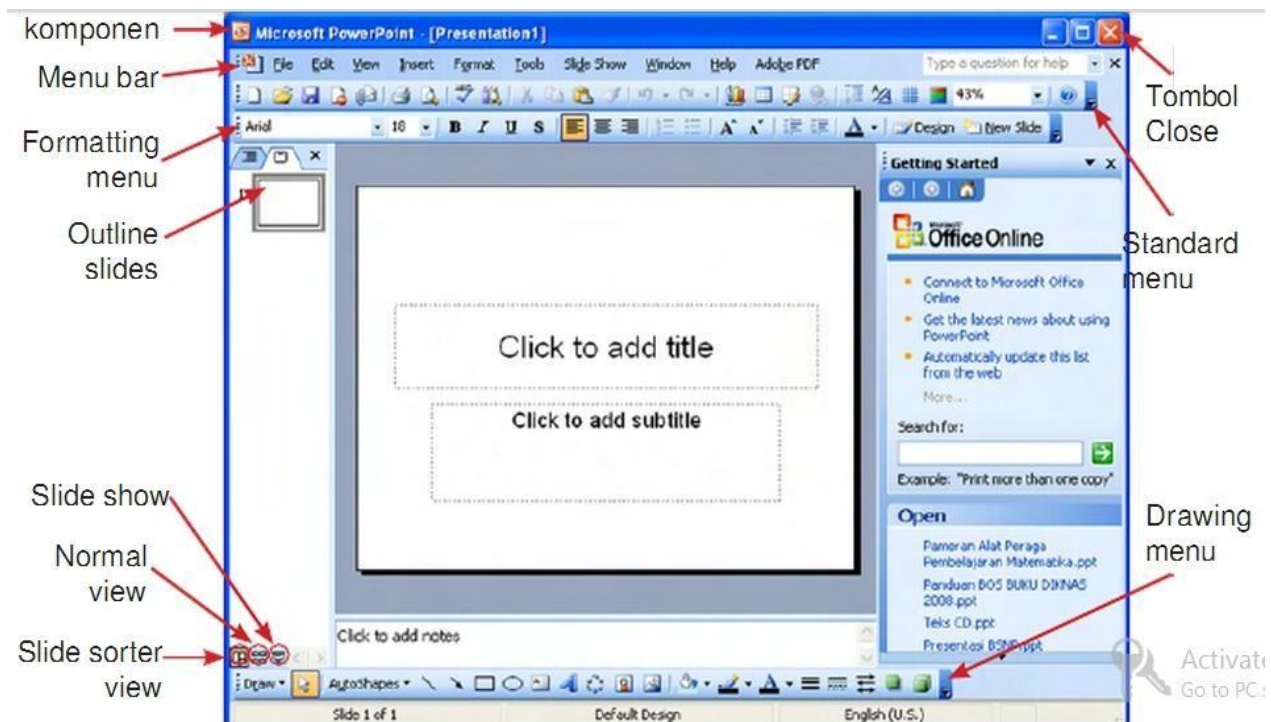 komponen
Menu bar
Formatting
menu
Outline
slides
Slide show
Normal
view
Slide sorter
view
Microsoft PowerPoint - [Presentation1]
File Edit View Insert Format Tools Slide Show Window Help Adobe PDF
Type a question for help
43%
Arial 18 B I U S A A A Design New Slide
Click to add title
Click to add subtitle
Click to add notes
Getting Started
Microsoft
Office Online
Connect to Microsoft Office
Online
Get the latest news about using
PowerPoint
Automatically update this list
from the web
More...
Search for:
Example: "Print more than one copy"
Open
Pameran Alat Peraga
Pembelajaran Matematika.ppt
Panduan BOS BUKU DIKNAS
2008.ppt
Teks CD.ppt
Presentasi BSNP.ppt
Draw AutoShapes A A
Slide 1 of 1 Default Design English (U.S.)
Tombol
Close
Standard
menu
Drawing
menu
Activate
Go to PC s